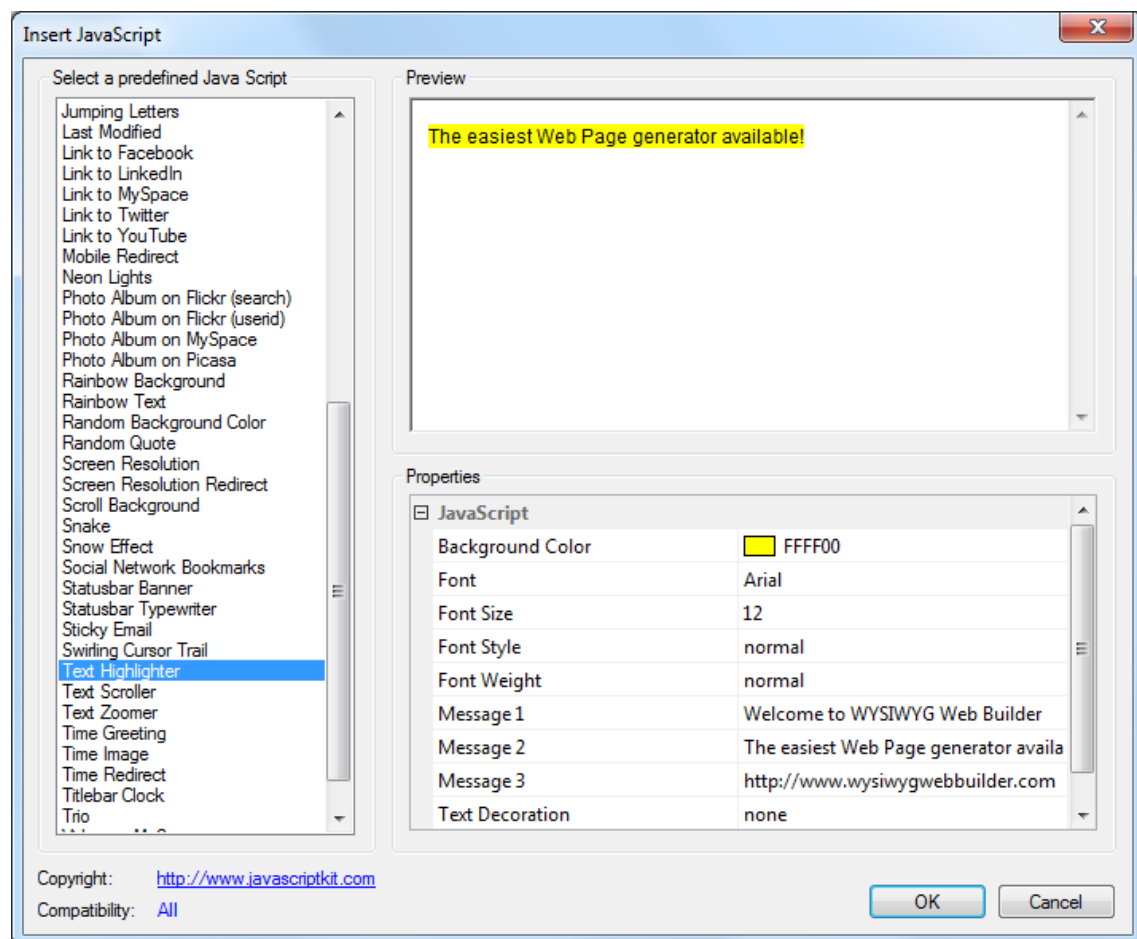 Insert JavaScript
Select a predefined Java Script
Jumping Letters
Last Modified
Link to Facebook
Link to LinkedIn
Link to MySpace
Link to Twitter
Link to YouTube
Mobile Redirect
Neon Lights
Photo Album on Flickr (search)
Photo Album on Flickr (userid)
Photo Album on MySpace
Photo Album on Picasa
Rainbow Background
Rainbow Text
Random Background Color
Random Quote
Screen Resolution
Screen Resolution Redirect
Scroll Background
Snake
Snow Effect
Social Network Bookmarks
Statusbar Banner
Statusbar Typewriter
Sticky Email
Swirling Cursor Trail
Text Highlighter
Text Scroller
Text Zoomer
Time Greeting
Time Image
Time Redirect
Titlebar Clock
Trio
Preview
The easiest Web Page generator available!
Properties
JavaScript
Background Color FFFF00
Font Arial
Font Size 12
Font Style normal
Font Weight normal
Message 1 Welcome to WYSIWYG Web Builder
Message 2 The easiest Web Page generator availa
Message 3 http://www.wysiwygwebbuilder.com
Text Decoration none
Copyright: http://www.javascriptkit.com
Compatibility: All
OK Cancel